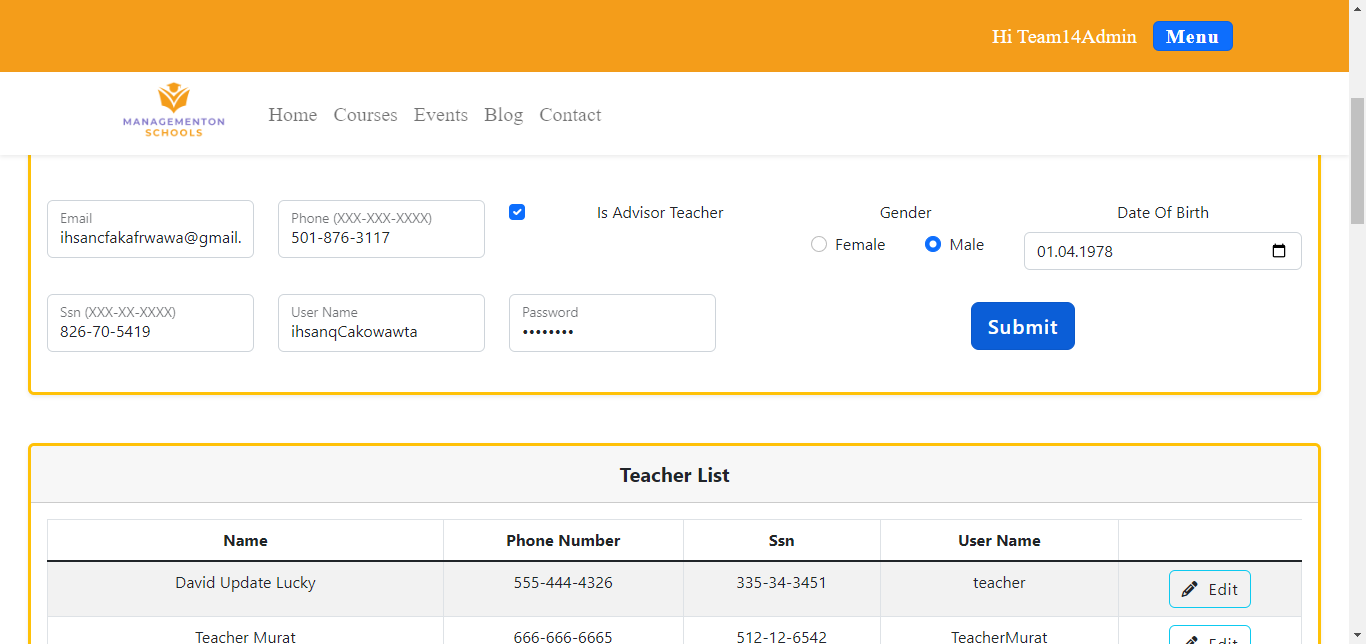 Hi Team14Admin Menu
MANAGEMENTON
SCHOOLS
Home Courses Events Blog Contact
Email
ihsancfakafrwawa@gmail.
Phone (XXX-XXX-XXXX)
501-876-3117
Is Advisor Teacher
Gender
Female Male
Date Of Birth
01.04.1978
Ssn (XXX-XX-XXXX)
826-70-5419
User Name
ihsanqCakowawta
Password
••••••••
Submit
Teacher List
Name Phone Number Ssn User Name
David Update Lucky 555-444-4326 335-34-3451 teacher Edit
Teacher Murat 666-666-6665 512-12-6542 TeacherMurat Edit